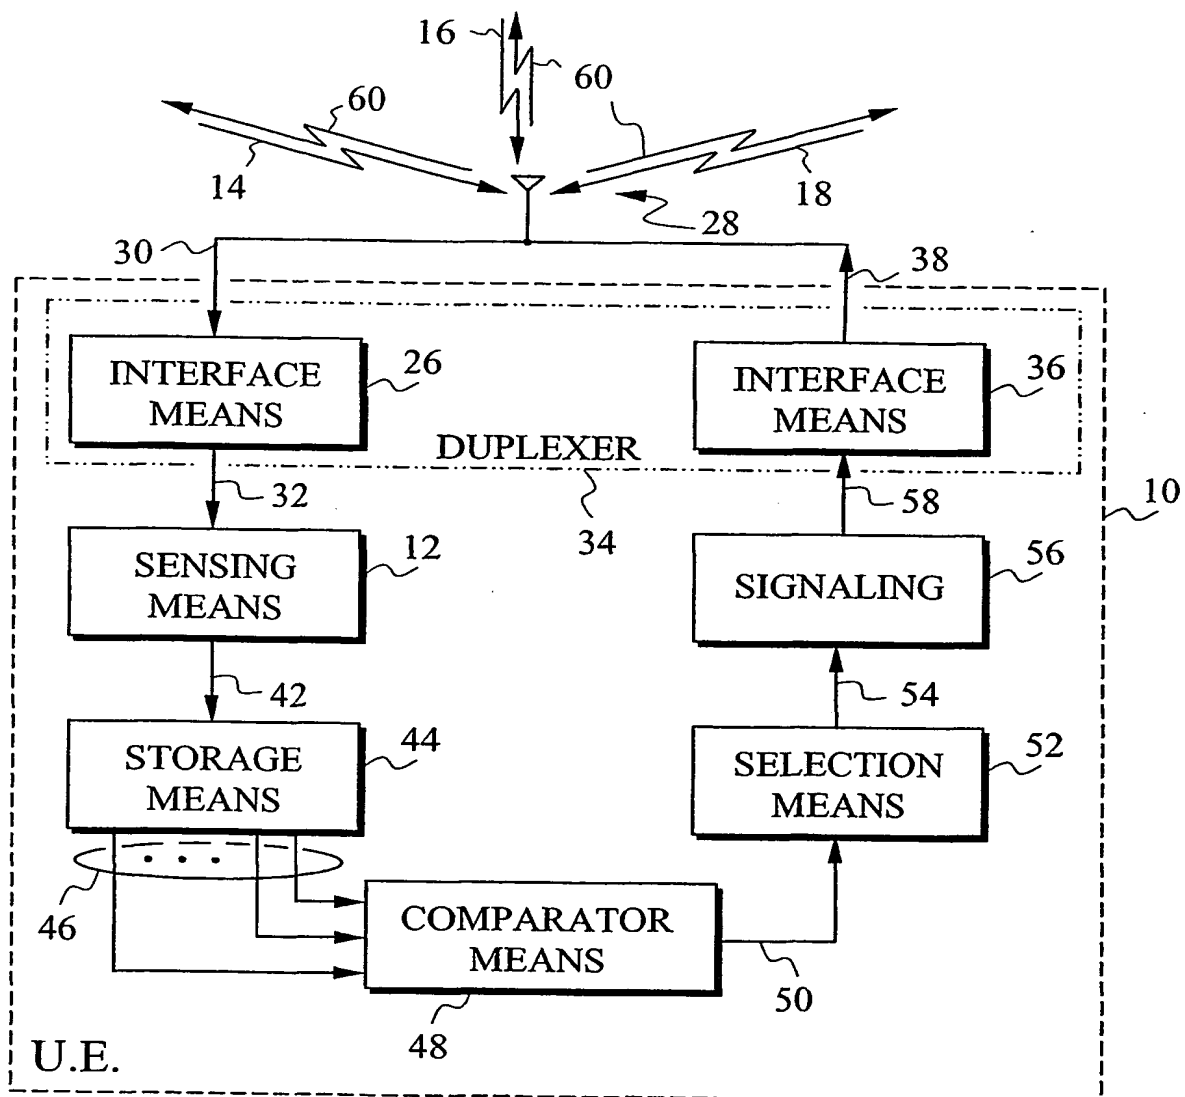 16
60
60
60
14
18
28
30
38
INTERFACE
MEANS
26
INTERFACE
MEANS
36
DUPLEXER
32
58
10
34
SENSING
MEANS
12
SIGNALING
56
42
54
STORAGE
MEANS
44
SELECTION
MEANS
52
46
COMPARATOR
MEANS
50
48
U.E.